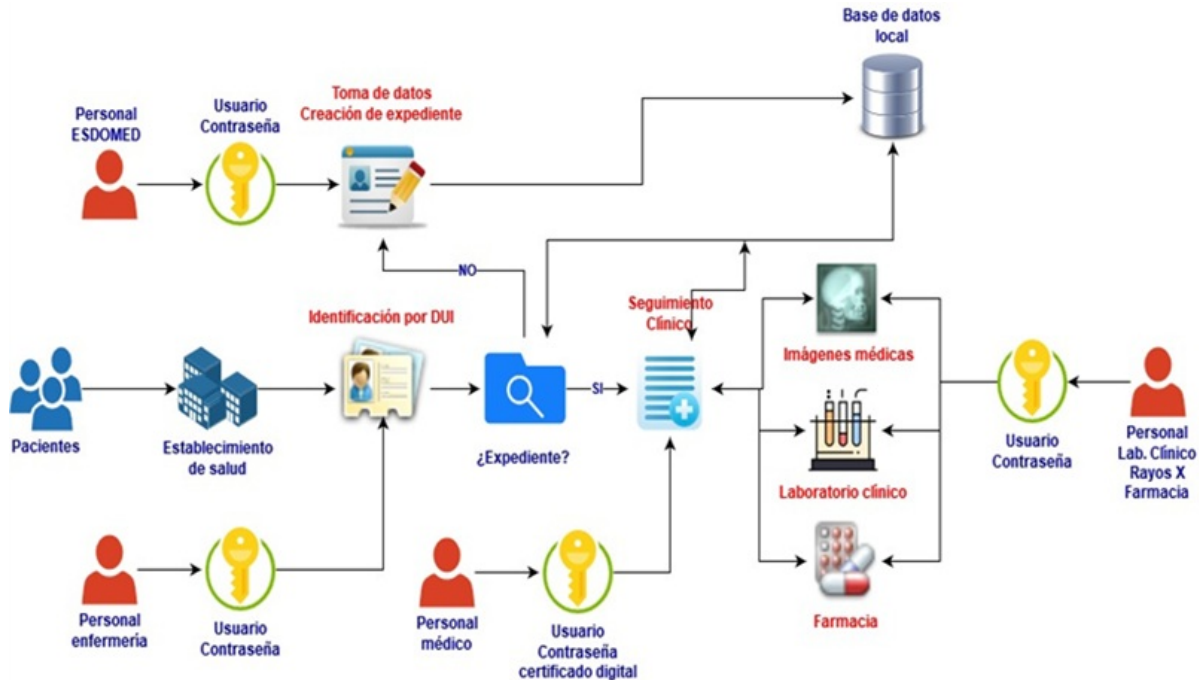 Base de datos
local
Toma de datos
Creación de expediente
Usuario
Contraseña
Personal
ESDOMED
NO
Identificación por DUI
Seguimiento
Clínico
Imágenes médicas
SI
Pacientes
Establecimiento
de salud
¿Expediente?
Laboratorio clínico
Usuario
Contraseña
Personal
Lab. Clínico
Rayos X
Farmacia
Farmacia
Personal
enfermería
Usuario
Contraseña
Personal
médico
Usuario
Contraseña
certificado digital